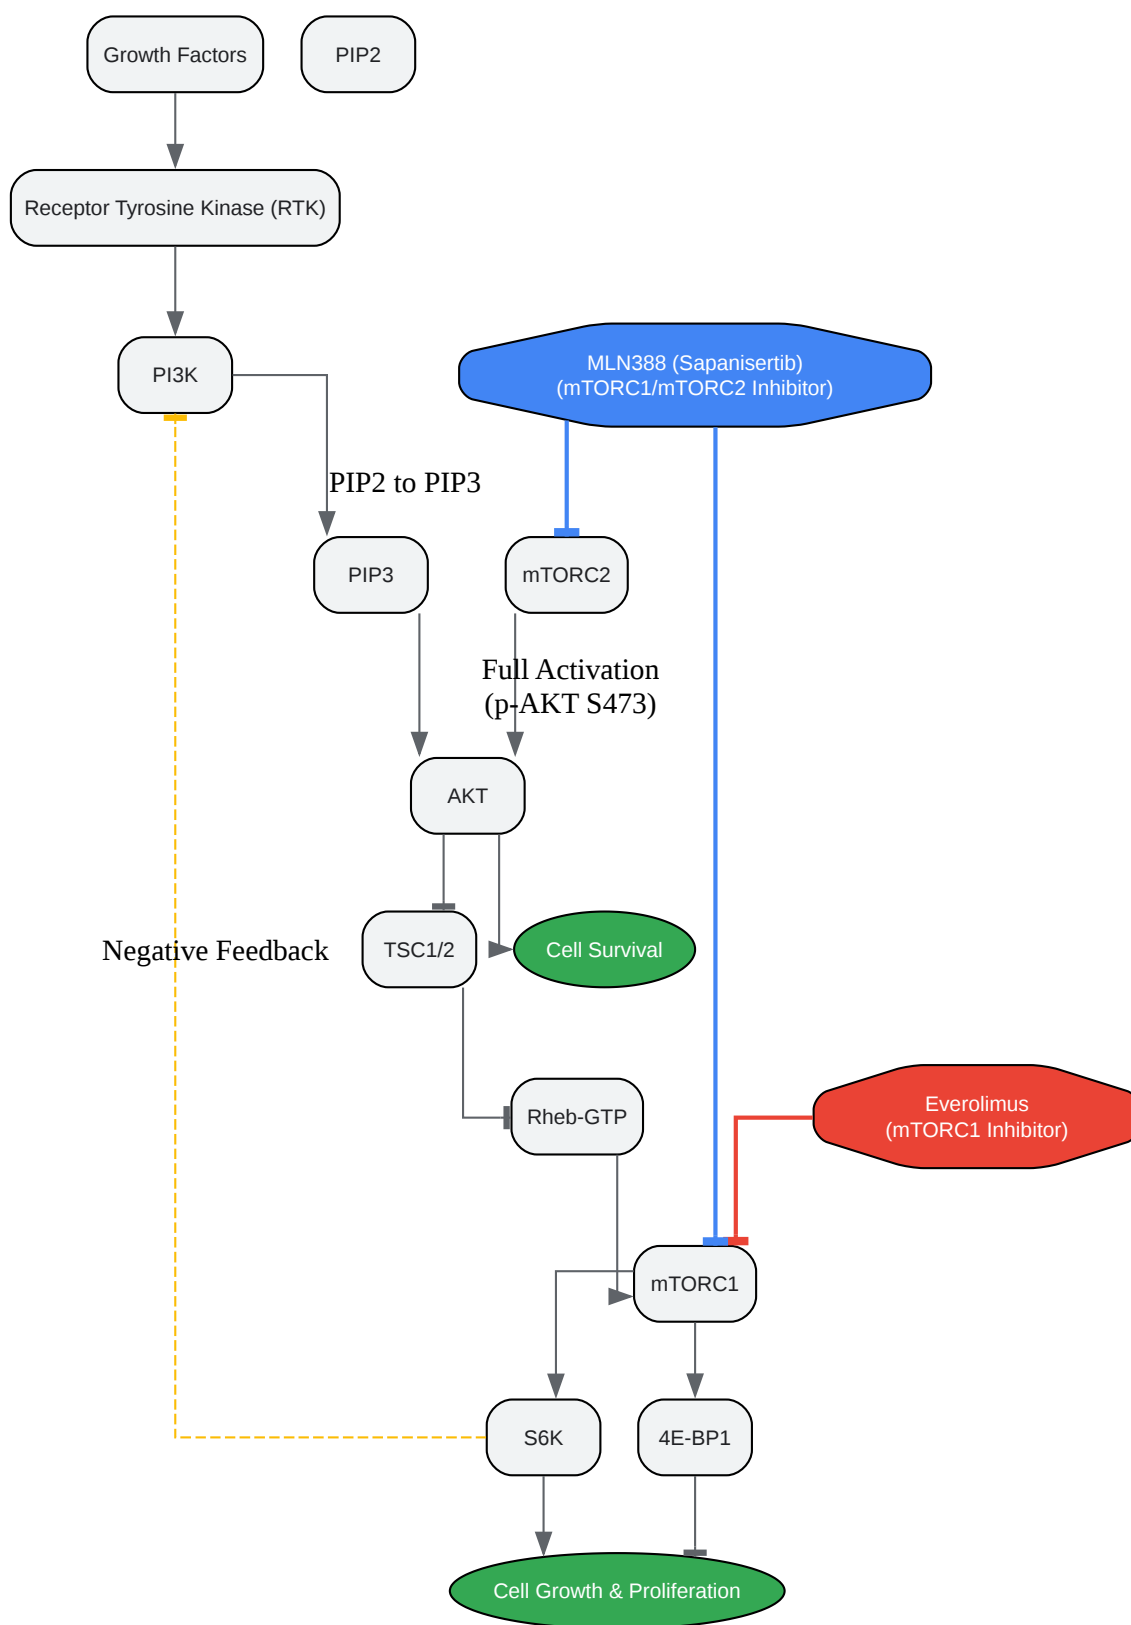 Growth Factors
PIP2
Receptor Tyrosine Kinase (RTK)
PI3K
MLN388 (Sapanisertib)
(mTORC1/mTORC2 Inhibitor)
PIP2 to PIP3
PIP3
mTORC2
Full Activation
(p-AKT S473)
AKT
Negative Feedback
TSC1/2
Cell Survival
Rheb-GTP
Everolimus
(mTORC1 Inhibitor)
mTORC1
S6K
4E-BP1
Cell Growth & Proliferation